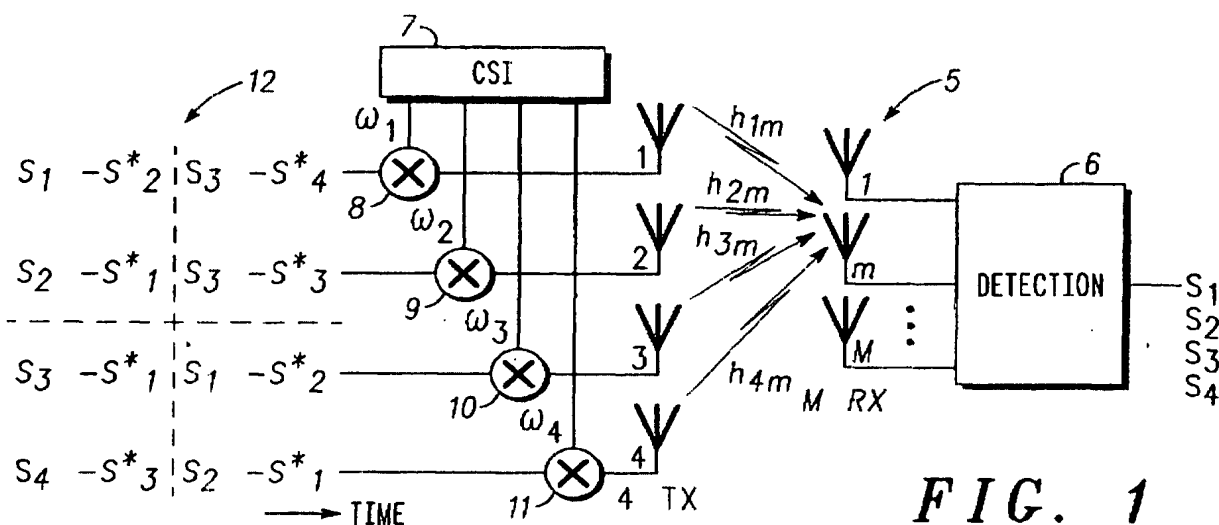 7
CSI
12
5
ω1
S1 -S*2 S3 -S*4
8
1
h1m
1
6
ω2
S2 -S*1 S3 -S*3
9
2
h2m
h3m
m
DETECTION
S1
S2
S3
S4
ω3
S3 -S*1 S1 -S*2
10
3
h4m
M
M RX
ω4
S4 -S*3 S2 -S*1
11
4
4 TX
TIME
FIG. 1